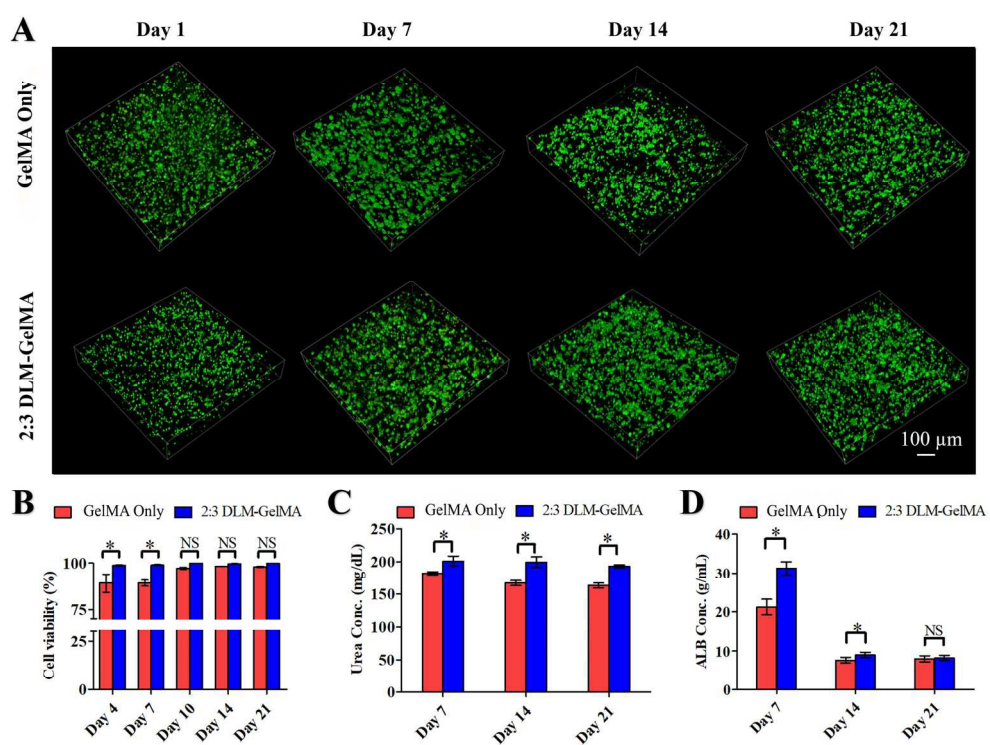 A
Day 1 Day 7 Day 14 Day 21
GelMA Only
2:3 DLM-GelMA
100 µm
B
GelMA Only 2:3 DLM-GelMA
Cell viability (%)
100
75
25
0
* * NS NS NS
Day 4 Day 7 Day 10 Day 14 Day 21
C
GelMA Only 2:3 DLM-GelMA
Urea Conc. (mg/dL)
250
200
150
100
50
0
* * *
Day 7 Day 14 Day 21
D
GelMA Only 2:3 DLM-GelMA
ALB Conc. (g/mL)
40
30
20
10
0
* * NS
Day 7 Day 14 Day 21